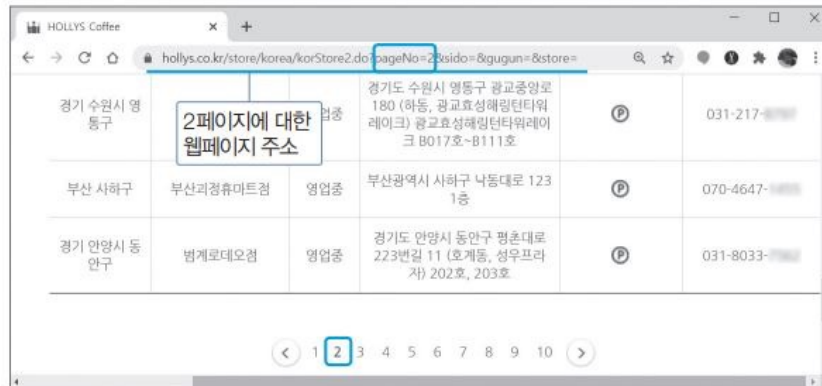 HOLLYS Coffee
hollys.co.kr/store/korea/korStore2.do?pageNo=2&sido=&gugun=&store=
경기 수원시 영
통구
업중
경기도 수원시 영통구 광교중앙로
180 (하동, 광교효성해링턴타워
레이크) 광교효성해링턴타워레이
크 B017호~B111호
P
031-217-
2페이지에 대한
웹페이지 주소
부산 사하구
부산괴정휴마트점
영업중
부산광역시 사하구 낙동대로 123
1층
P
070-4647-
경기 안양시 동
안구
범계로데오점
영업중
경기도 안양시 동안구 평촌대로
223번길 11 (호계동, 성우프라
자) 202호, 203호
P
031-8033-
1 2 3 4 5 6 7 8 9 10